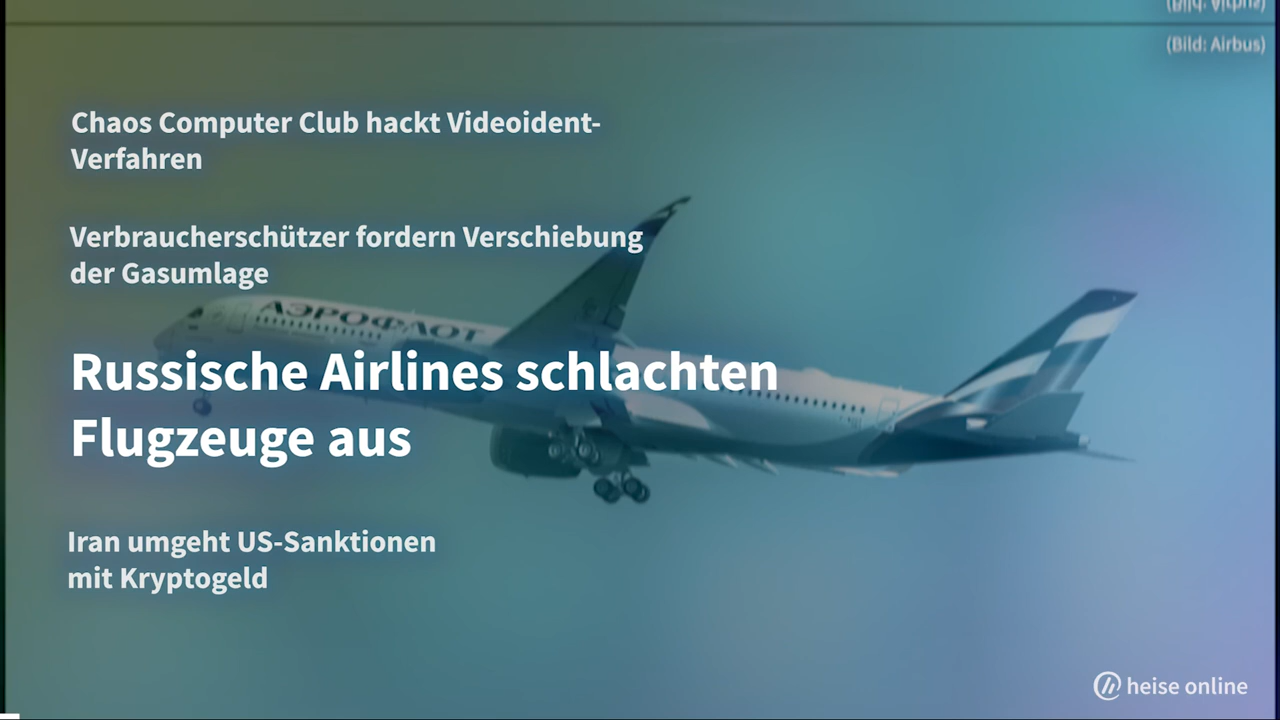 (Bild: Airbus)
Chaos Computer Club hackt Videoident-
Verfahren
Verbraucherschützer fordern Verschiebung
der Gasumlage
АЭРОФЛОТ
Russische Airlines schlachten
Flugzeuge aus
Iran umgeht US-Sanktionen
mit Kryptogeld
heise online